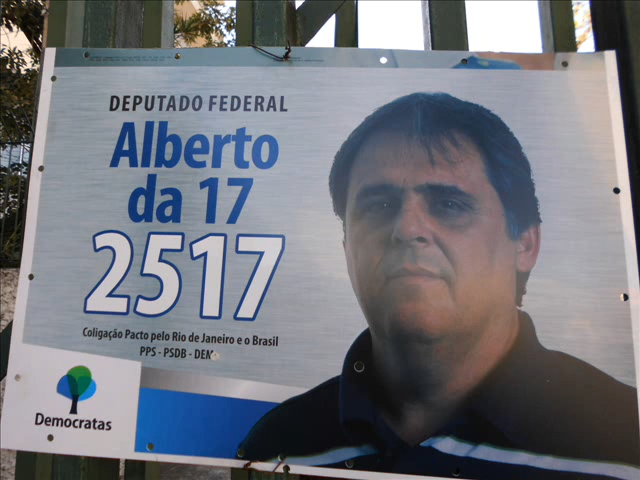 DEPUTADO FEDERAL
Alberto
da 17
2517
Coligação Pacto pelo Rio de Janeiro e o Brasil
PPS - PSDB - DEM
Democratas